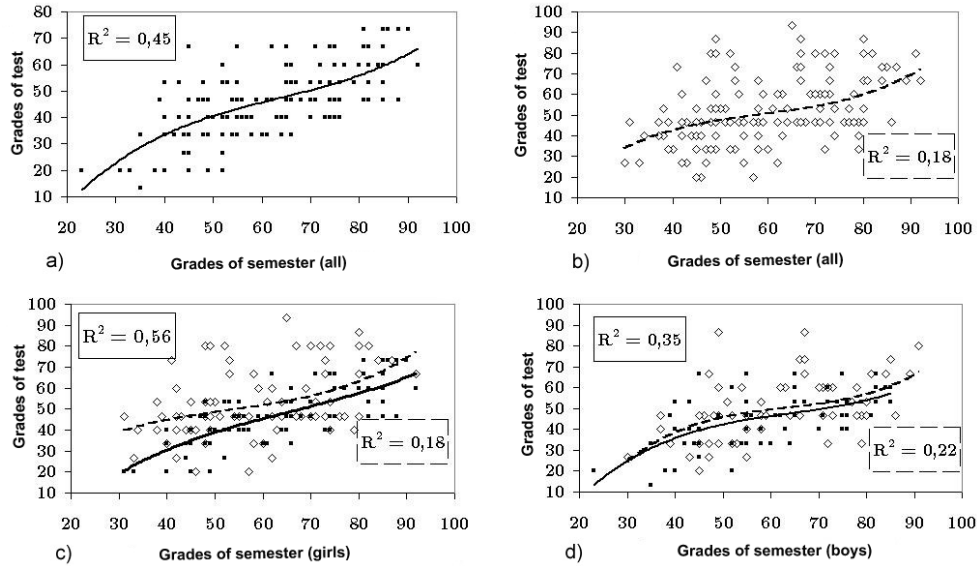 Grades of test
80
70
60
50
40
30
20
10
R² = 0,45
20 30 40 50 60 70 80 90 100
a)
Grades of semester (all)
Grades of test
100
90
80
70
60
50
40
30
20
10
R² = 0,18
20 30 40 50 60 70 80 90 100
b)
Grades of semester (all)
Grades of test
100
90
80
70
60
50
40
30
20
10
R² = 0,56
R² = 0,18
20 30 40 50 60 70 80 90 100
c)
Grades of semester (girls)
Grades of test
100
90
80
70
60
50
40
30
20
10
R² = 0,35
R² = 0,22
20 30 40 50 60 70 80 90 100
d)
Grades of semester (boys)